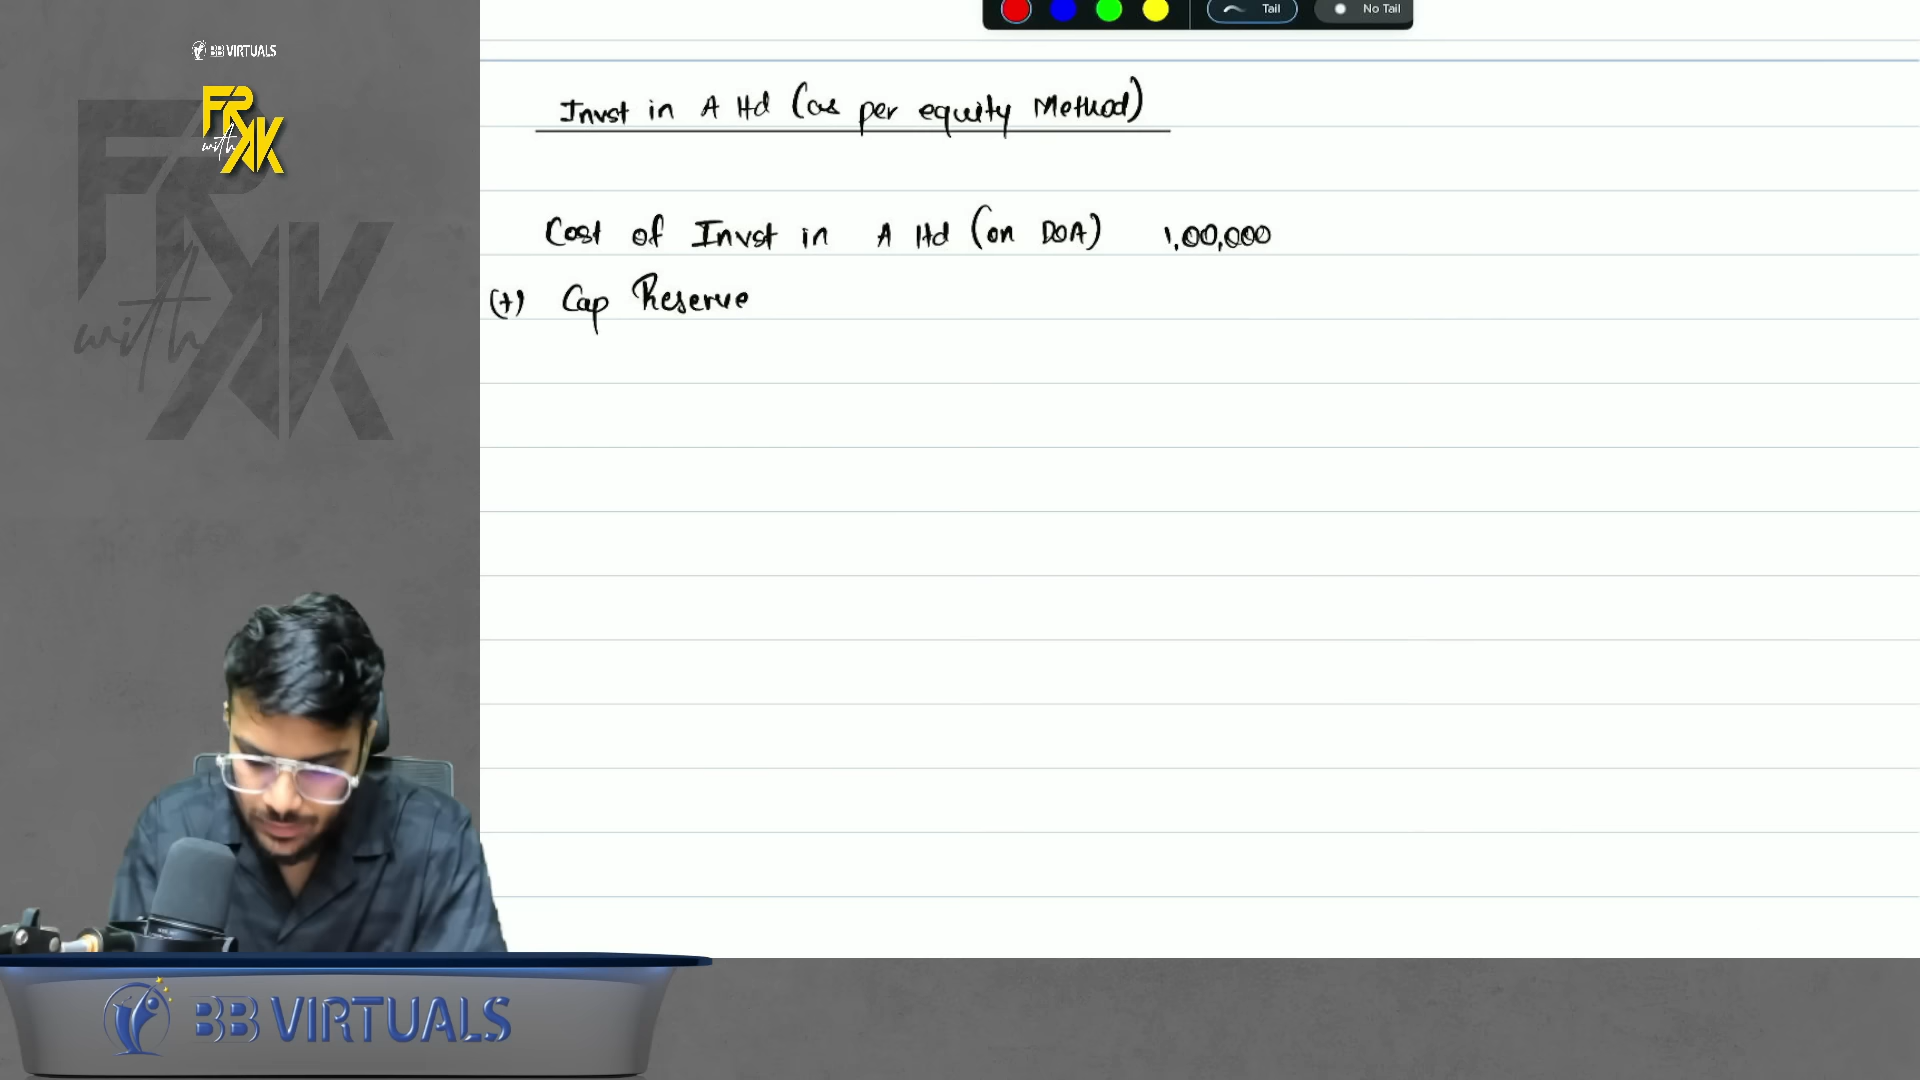 Tail
No Tail
BB VIRTUALS
FR
with
AK
Invst in A ltd (as per equity Method)
Cost of Invst in A ltd (on DOA) 1,00,000
(+) Cap Reserve
with
BB VIRTUALS